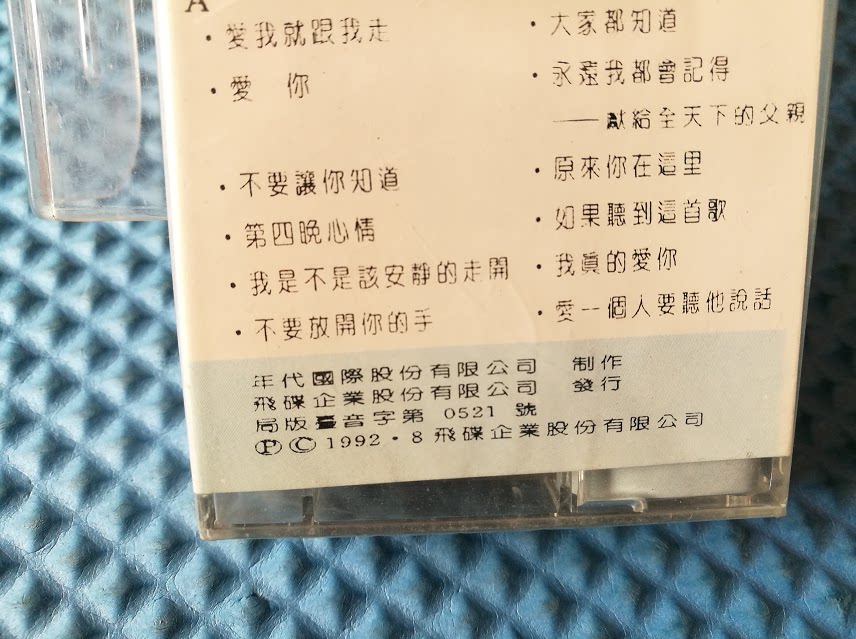 A
·愛我就跟我走
·愛 你
·不要讓你知道
·第四晚心情
·我是不是該安靜的走開
·不要放開你的手
·大家都知道
·永遠我都會記得
——獻給全天下的父親
·原來你在這里
·如果聽到這首歌
·我眞的愛你
·愛一個人要聽他說話
年代國際股份有限公司 制作
飛碟企業股份有限公司 發行
局版臺音字第 0521 號
Ⓟ Ⓒ 1992·8 飛碟企業股份有限公司